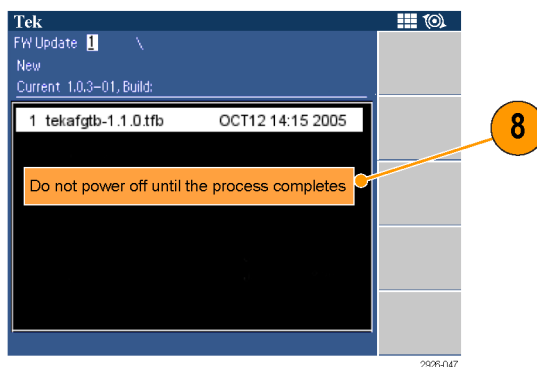 Tek
FW Update 1 \
New
Current 1.0.3-01, Build:
1 tekafgtb-1.1.0.tfb OCT12 14:15 2005
8
Do not power off until the process completes
2926-047